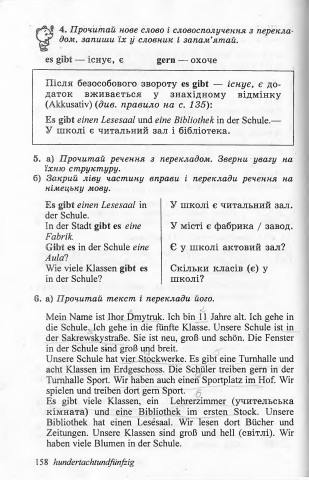 4. Прочитай нове слово і словосполучення з перекла-
дом, запиши їх у словник і запам'ятай.
es gibt — існує, є gern — охоче
Після безособового звороту es gibt — існує, є до-
даток вживається у знахідному відмінку
(Akkusativ) (див. правило на с. 135):
Es gibt einen Lesesaal und eine Bibliothek in der Schule.—
У школі є читальний зал і бібліотека.
5. а) Прочитай речення з перекладом. Зверни увагу на
їхню структуру.
б) Закрий ліву частину вправи і переклади речення на
німецьку мову.
Es gibt einen Lesesaal in
der Schule.
У школі є читальний зал.
In der Stadt gibt es eine
Fabrik.
У місті є фабрика / завод.
Gibt es in der Schule eine
Aula?
Є у школі актовий зал?
Wie viele Klassen gibt es
in der Schule?
Скільки класів (є) у
школі?
6. а) Прочитай текст і переклади його.
Mein Name ist Ihor Dmytruk. Ich bin 11 Jahre alt. Ich gehe in
die Schule. Ich gehe in die fünfte Klasse. Unsere Schule ist in
der Sakrewskystraße. Sie ist neu, groß und schön. Die Fenster
in der Schule sind groß und breit.
Unsere Schule hat vier Stockwerke. Es gibt eine Turnhalle und
acht Klassen im Erdgeschoss. Die Schüler treiben gern in der
Turnhalle Sport. Wir haben auch einen Sportplatz im Hof. Wir
spielen und treiben dort gern Sport.
Es gibt viele Klassen, ein Lehrerzimmer (учительська
кімната) und eine Bibliothek im ersten Stock. Unsere
Bibliothek hat einen Lesesaal. Wir lesen dort Bücher und
Zeitungen. Unsere Klassen sind groß und hell (світлі). Wir
haben viele Blumen in der Schule.
158 hundertachtundfünfzig